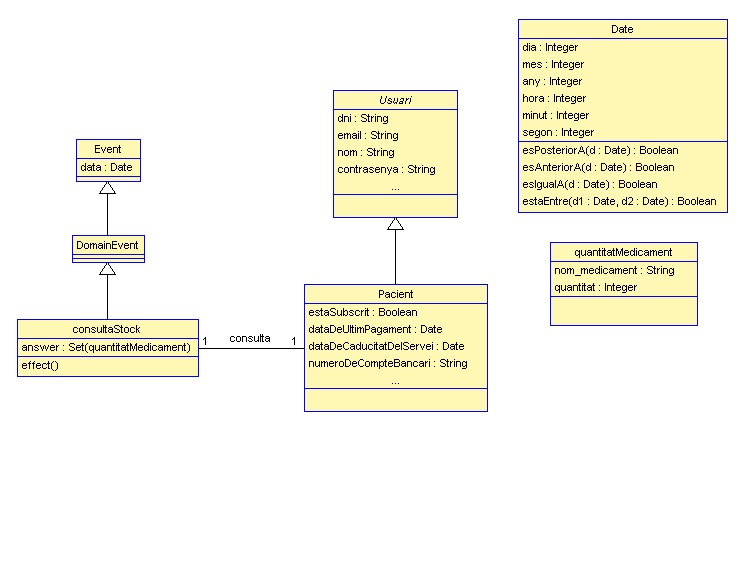 Date
dia : Integer
mes : Integer
any : Integer
hora : Integer
minut : Integer
segon : Integer
esPosteriorA(d : Date) : Boolean
esAnteriorA(d : Date) : Boolean
esIgualA(d : Date) : Boolean
estaEntre(d1 : Date, d2 : Date) : Boolean
Usuari
dni : String
email : String
nom : String
contrasenya : String
...
Event
data : Date
DomainEvent
quantitatMedicament
nom_medicament : String
quantitat : Integer
Pacient
estaSubscrit : Boolean
dataDeUltimPagament : Date
dataDeCaducitatDelServei : Date
numeroDeCompteBancari : String
...
consultaStock
answer : Set(quantitatMedicament)
effect()
1 consulta 1